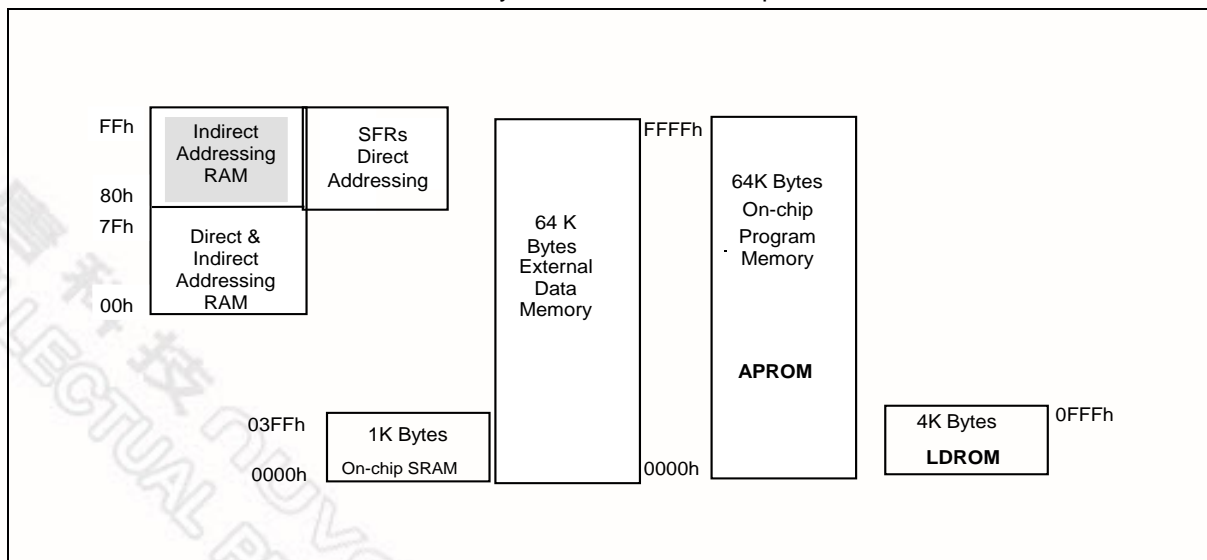 FFh
Indirect
Addressing
RAM
SFRs
Direct
Addressing
80h
7Fh
Direct &
Indirect
Addressing
RAM
00h
64 K
Bytes
External
Data
Memory
FFFFh
64K Bytes
On-chip
Program
Memory
APROM
03FFh
1K Bytes
On-chip SRAM
0000h
0000h
4K Bytes
LDROM
0FFFh